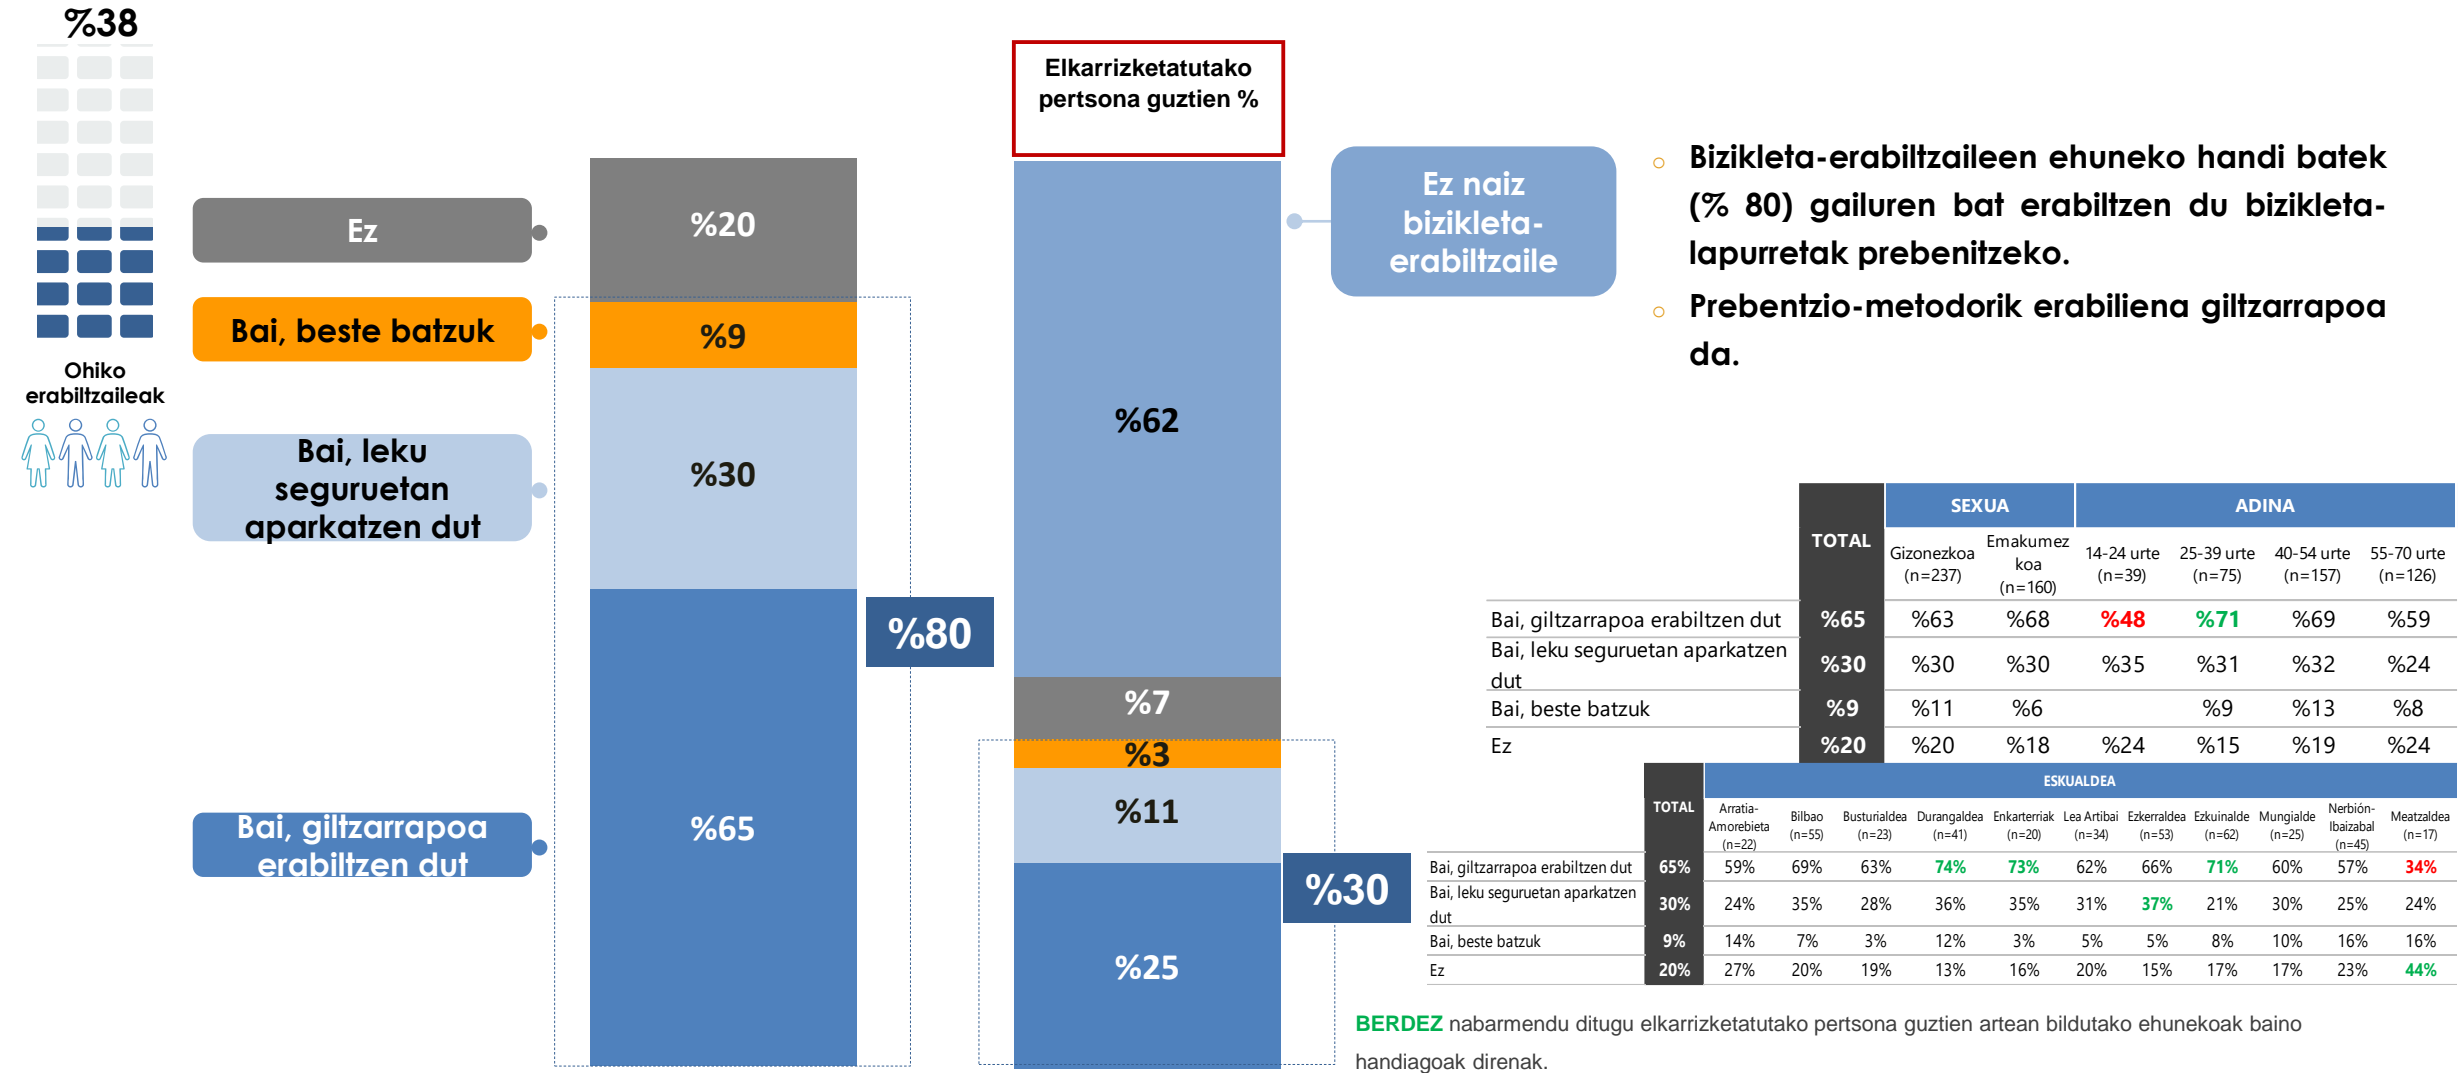 %38
Ohiko
erabiltzaileak
Ez
Bai, beste batzuk
Bai, leku
seguruetan
aparkatzen dut
Bai, giltzarrapoa
erabiltzen dut
%20
%9
%30
%65
%80
Elkarrizketatutako
pertsona guztien %
%62
%7
%3
%11
%25
%30
Ez naiz
bizikleta-
erabiltzaile
Bizikleta-erabiltzaileen ehuneko handi batek
(% 80) gailuren bat erabiltzen du bizikleta-
lapurretak prebenitzeko.
Prebentzio-metodorik erabiliena giltzarrapoa
da.
TOTAL SEXUA ADINA
Gizonezkoa (n=237) Emakumezkoa (n=160) 14-24 urte (n=39) 25-39 urte (n=75) 40-54 urte (n=157) 55-70 urte (n=126)
Bai, giltzarrapoa erabiltzen dut %65 %63 %68 %48 %71 %69 %59
Bai, leku seguruetan aparkatzen dut %30 %30 %30 %35 %31 %32 %24
Bai, beste batzuk %9 %11 %6 %9 %13 %8
Ez %20 %20 %18 %24 %15 %19 %24
TOTAL ESKUALDEA
Arratia-Amorebieta (n=22) Bilbao (n=55) Busturialdea (n=23) Durangaldea (n=41) Enkarterriak (n=20) Lea Artibai (n=34) Ezkerraldea (n=53) Ezkuinalde (n=62) Mungialde (n=25) Nerbión-Ibaizabal (n=45) Meatzaldea (n=17)
Bai, giltzarrapoa erabiltzen dut 65% 59% 69% 63% 74% 73% 62% 66% 71% 60% 57% 34%
Bai, leku seguruetan aparkatzen dut 30% 24% 35% 28% 36% 35% 31% 37% 21% 30% 25% 24%
Bai, beste batzuk 9% 14% 7% 3% 12% 3% 5% 5% 8% 10% 16% 16%
Ez 20% 27% 20% 19% 13% 16% 20% 15% 17% 17% 23% 44%
BERDEZ nabarmendu ditugu elkarrizketatutako pertsona guztien artean bildutako ehunekoak baino
handiagoak direnak.